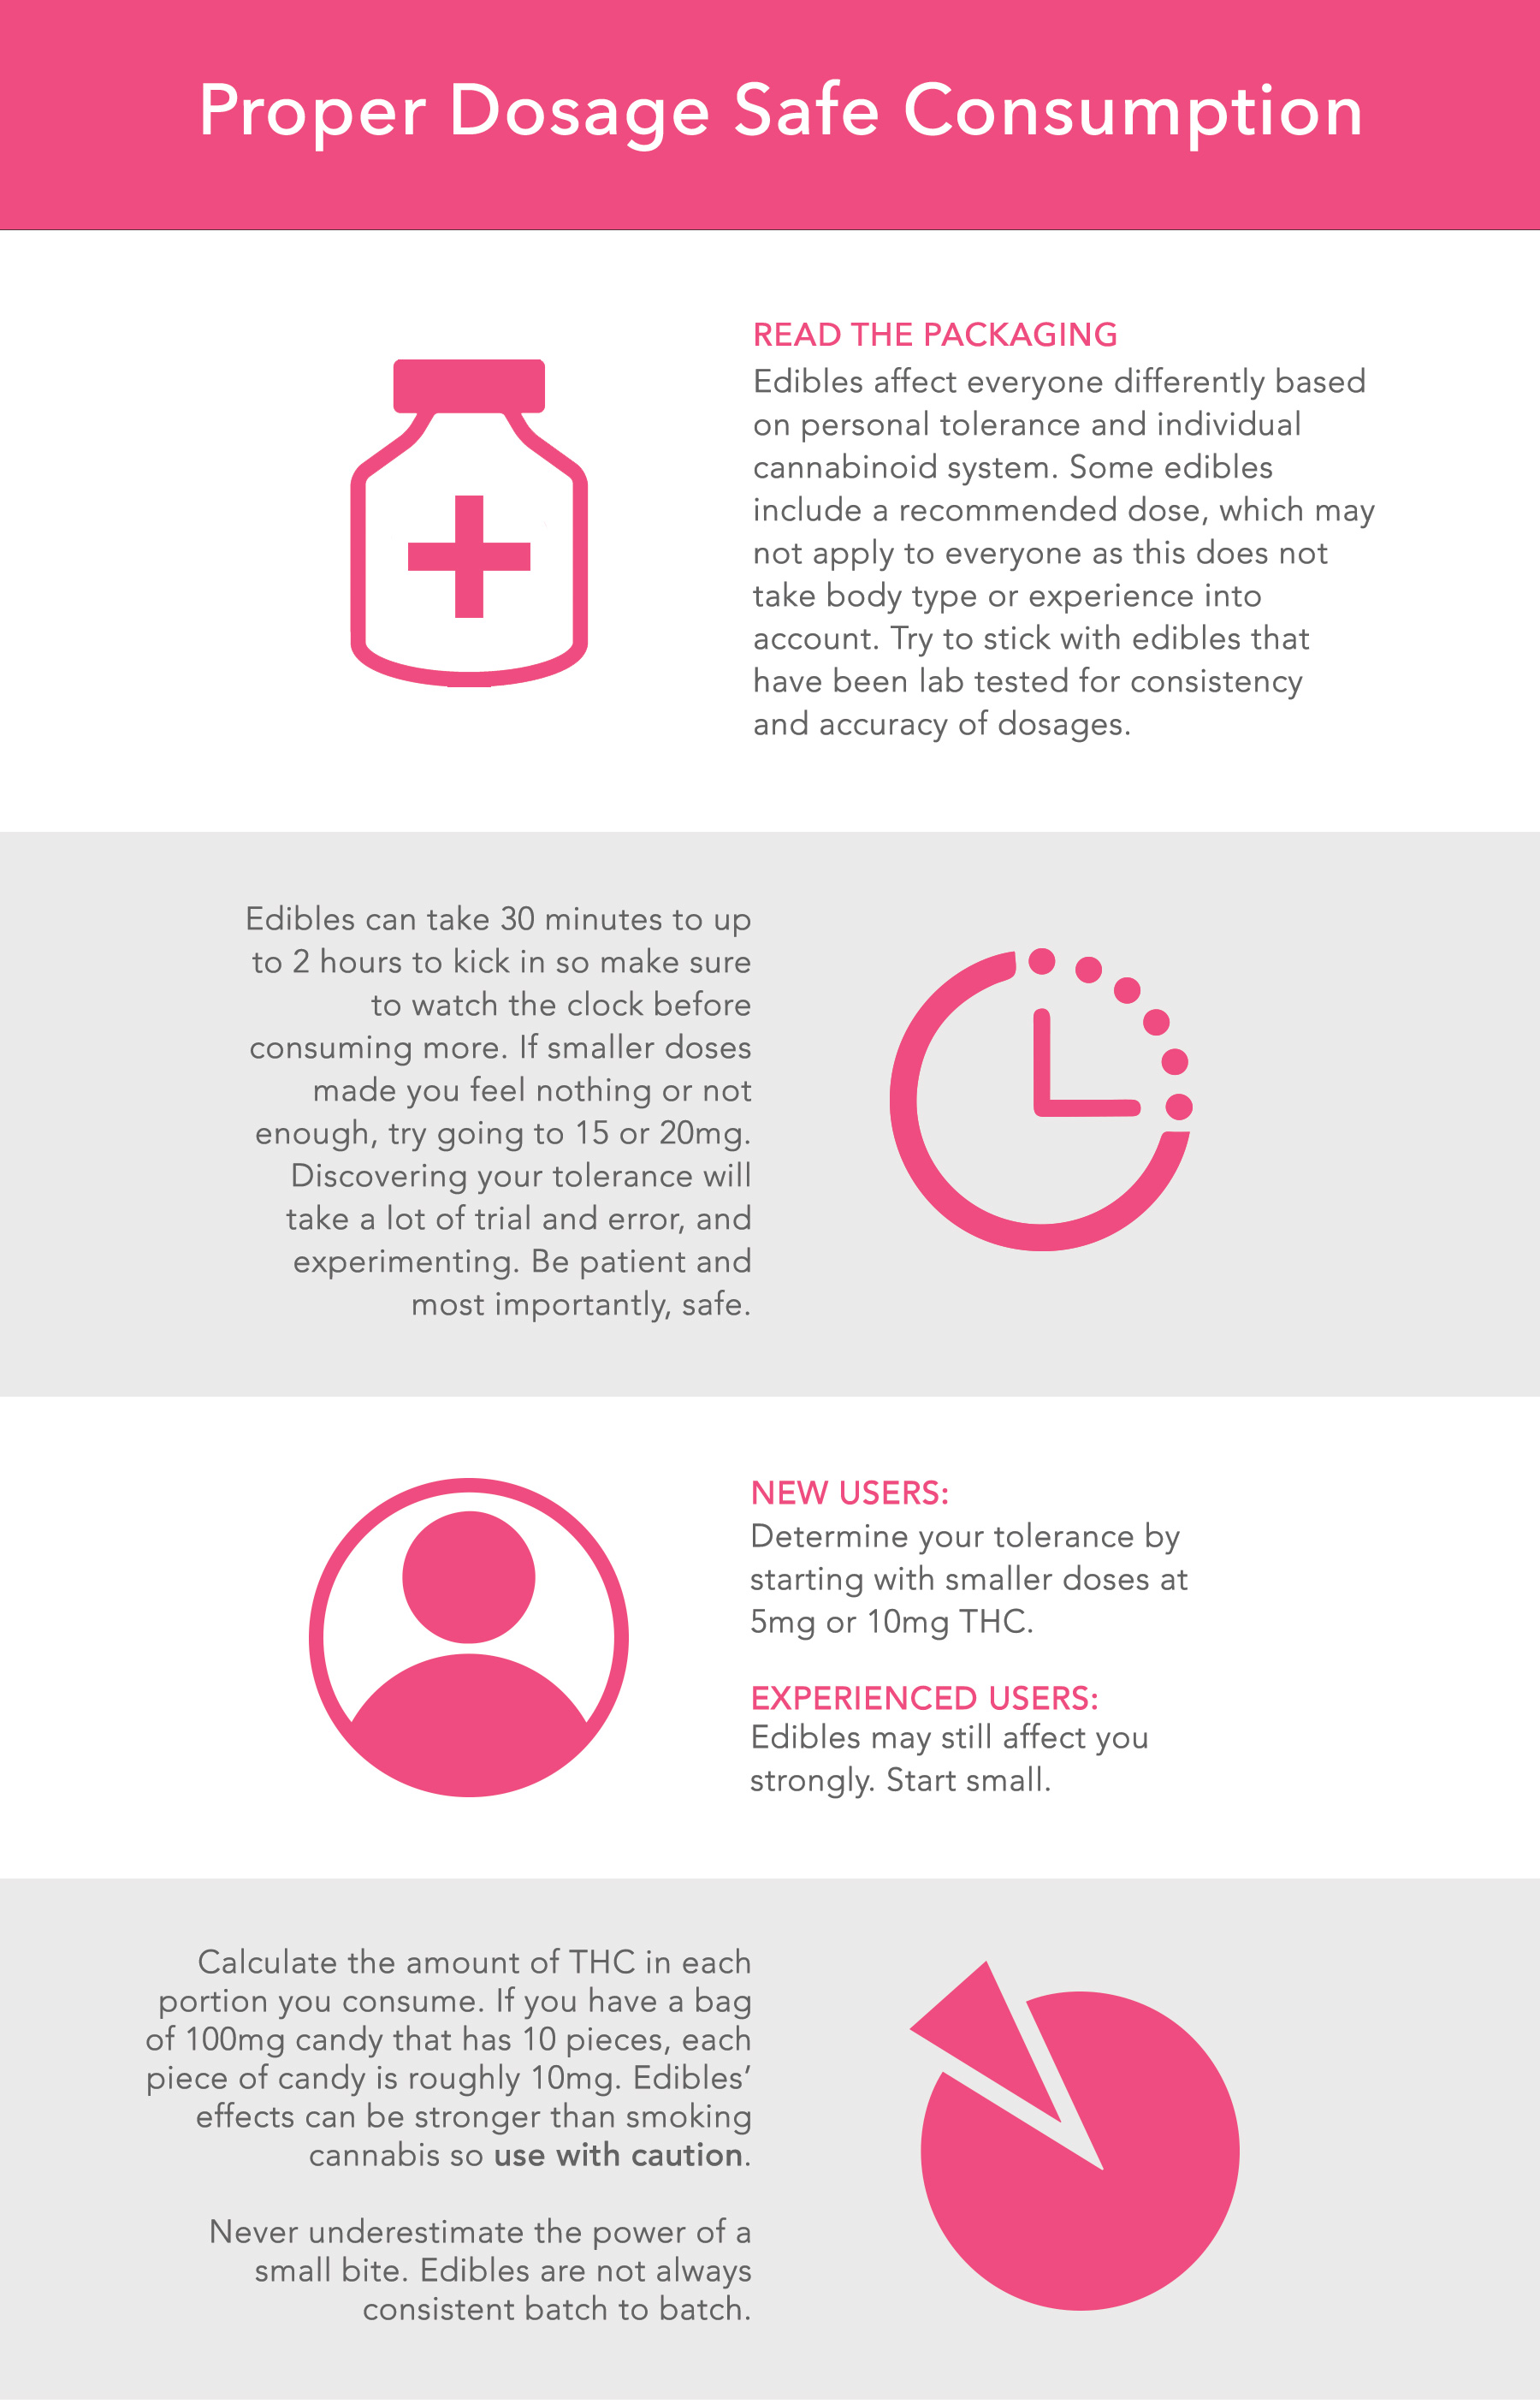 Proper Dosage Safe Consumption
READ THE PACKAGING
Edibles affect everyone differently based
on personal tolerance and individual
cannabinoid system. Some edibles
include a recommended dose, which may
not apply to everyone as this does not
take body type or experience into
account. Try to stick with edibles that
have been lab tested for consistency
and accuracy of dosages.
Edibles can take 30 minutes to up
to 2 hours to kick in so make sure
to watch the clock before
consuming more. If smaller doses
made you feel nothing or not
enough, try going to 15 or 20mg.
Discovering your tolerance will
take a lot of trial and error, and
experimenting. Be patient and
most importantly, safe.
NEW USERS:
Determine your tolerance by
starting with smaller doses at
5mg or 10mg THC.
EXPERIENCED USERS:
Edibles may still affect you
strongly. Start small.
Calculate the amount of THC in each
portion you consume. If you have a bag
of 100mg candy that has 10 pieces, each
piece of candy is roughly 10mg. Edibles’
effects can be stronger than smoking
cannabis so use with caution.
Never underestimate the power of a
small bite. Edibles are not always
consistent batch to batch.